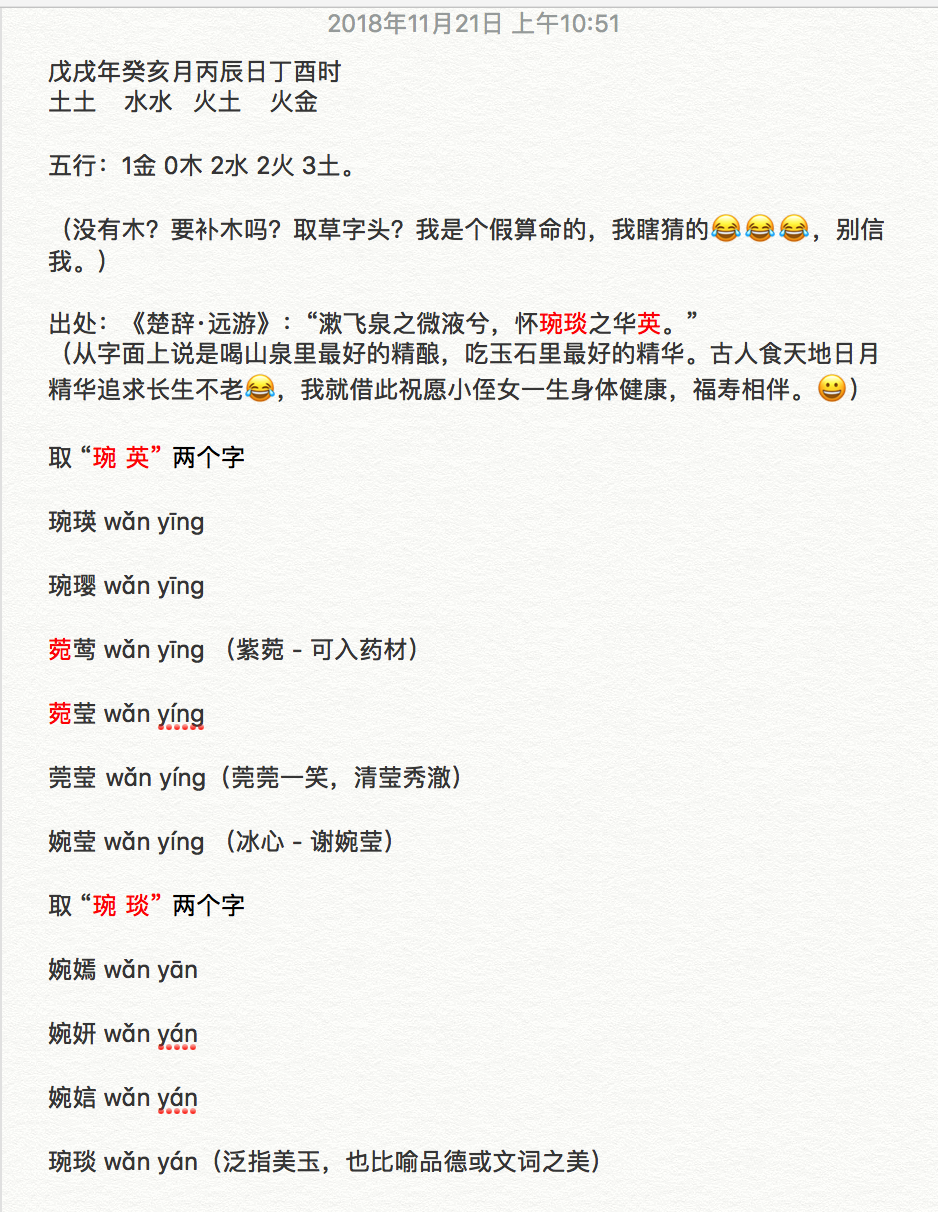 2018年11月21日 上午10:51
戊戌年癸亥月丙辰日丁酉时
土土 水水 火土 火金
五行：1金 0木 2水 2火 3土。
（没有木？要补木吗？取草字头？我是个假算命的，我瞎猜的😂😂😂，别信
我。）
出处：《楚辞·远游》：“漱飞泉之微液兮，怀琬琰之华英。”
（从字面上说是喝山泉里最好的精酿，吃玉石里最好的精华。古人食天地日月
精华追求长生不老😂，我就借此祝愿小侄女一生身体健康，福寿相伴。😀）
取 “琬 英” 两个字
琬瑛 wǎn yīng
琬璎 wǎn yīng
菀莺 wǎn yīng （紫菀 - 可入药材）
菀莹 wǎn yíng
莞莹 wǎn yíng（莞莞一笑，清莹秀澈）
婉莹 wǎn yíng （冰心 - 谢婉莹）
取 “琬 琰” 两个字
婉嫣 wǎn yān
婉妍 wǎn yán
婉娮 wǎn yán
琬琰 wǎn yán（泛指美玉，也比喻品德或文词之美）